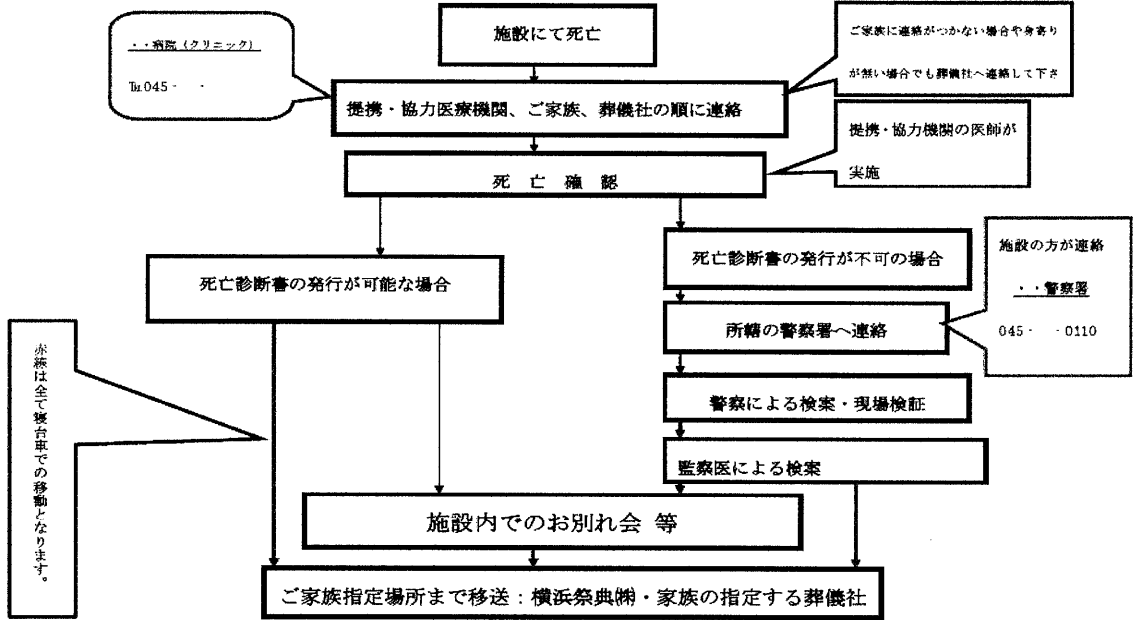 施設にて死亡
・・病院（クリニック）
℡045‐　‐
ご家族に連絡がつかない場合や身寄り
が無い場合でも葬儀社へ連絡して下さ
提携・協力医療機関、ご家族、葬儀社の順に連絡
提携・協力機関の医師が
実施
死　亡　確　認
死亡診断書の発行が可能な場合
死亡診断書の発行が不可の場合
施設の方が連絡
・・警察署
045‐　‐0110
所轄の警察署へ連絡
警察による検案・現場検証
監察医による検案
赤線は全て寝台車での移動となります。
施設内でのお別れ会 等
ご家族指定場所まで移送：横浜祭典㈱・家族の指定する葬儀社